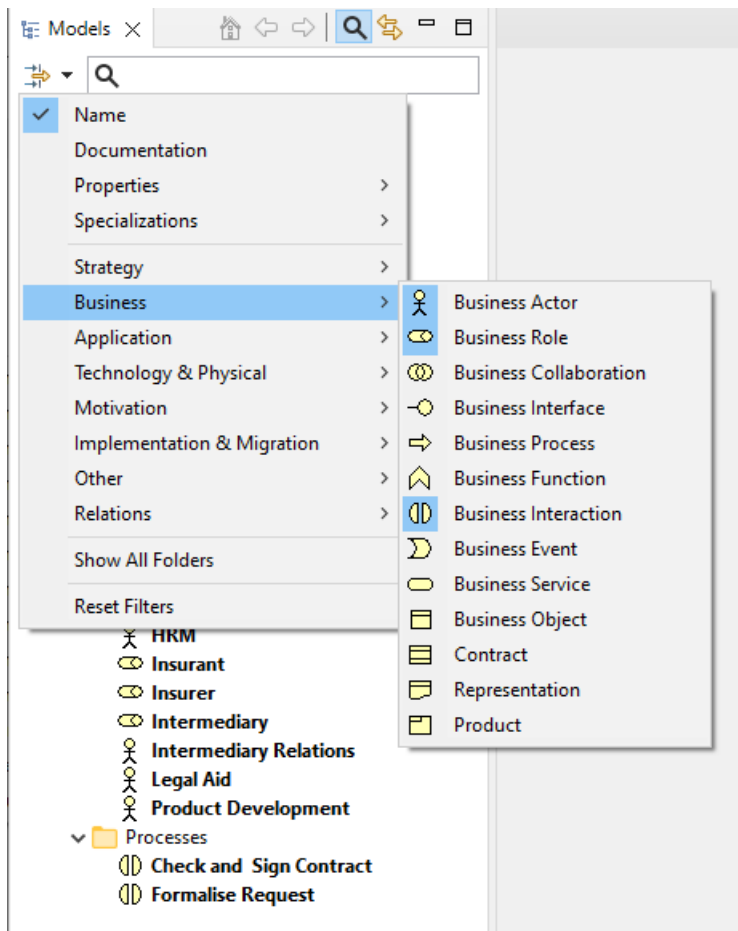 Models
Name
Documentation
Properties
Specializations
Strategy
Business
Application
Technology & Physical
Motivation
Implementation & Migration
Other
Relations
Show All Folders
Reset Filters
Business Actor
Business Role
Business Collaboration
Business Interface
Business Process
Business Function
Business Interaction
Business Event
Business Service
Business Object
Contract
Representation
Product
HRM
Insurant
Insurer
Intermediary
Intermediary Relations
Legal Aid
Product Development
Processes
Check and  Sign Contract
Formalise Request